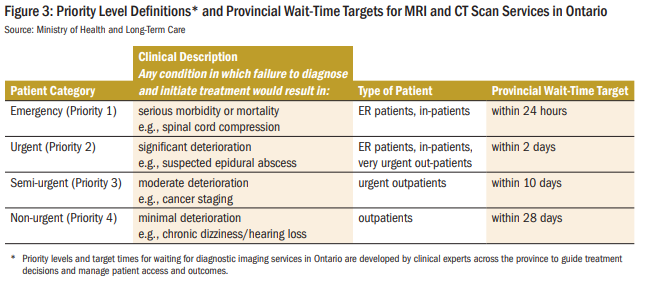 Figure 3: Priority Level Definitions* and Provincial Wait-Time Targets for MRI and CT Scan Services in Ontario
Source: Ministry of Health and Long-Term Care
Clinical Description
Any condition in which failure to diagnose
Patient Category and initiate treatment would result in: Type of Patient Provincial Wait-Time Target
Emergency (Priority 1) serious morbidity or mortality ER patients, in-patients within 24 hours
e.g., spinal cord compression
Urgent (Priority 2) significant deterioration ER patients, in-patients, within 2 days
e.g., suspected epidural abscess very urgent out-patients
Semi-urgent (Priority 3) moderate deterioration urgent outpatients within 10 days
e.g., cancer staging
Non-urgent (Priority 4) minimal deterioration outpatients within 28 days
e.g., chronic dizziness/hearing loss
* Priority levels and target times for waiting for diagnostic imaging services in Ontario are developed by clinical experts across the province to guide treatment
decisions and manage patient access and outcomes.